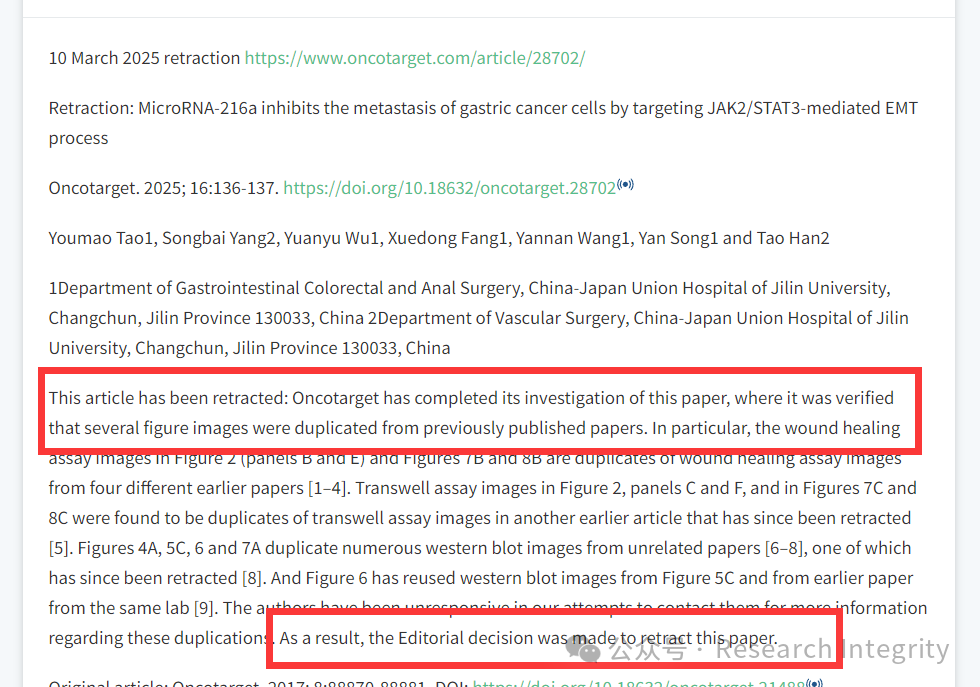 10 March 2025 retraction https://www.oncotarget.com/article/28702/
Retraction: MicroRNA-216a inhibits the metastasis of gastric cancer cells by targeting JAK2/STAT3-mediated EMT
process
Oncotarget. 2025; 16:136-137. https://doi.org/10.18632/oncotarget.28702
Youmao Tao1, Songbai Yang2, Yuanyu Wu1, Xuedong Fang1, Yannan Wang1, Yan Song1 and Tao Han2
1Department of Gastrointestinal Colorectal and Anal Surgery, China-Japan Union Hospital of Jilin University,
Changchun, Jilin Province 130033, China 2Department of Vascular Surgery, China-Japan Union Hospital of Jilin
University, Changchun, Jilin Province 130033, China
This article has been retracted: Oncotarget has completed its investigation of this paper, where it was verified
that several figure images were duplicated from previously published papers. In particular, the wound healing
assay images in Figure 2 (panels B and E) and Figures 7B and 8B are duplicates of wound healing assay images
from four different earlier papers [1–4]. Transwell assay images in Figure 2, panels C and F, and in Figures 7C and
8C were found to be duplicates of transwell assay images in another earlier article that has since been retracted
[5]. Figures 4A, 5C, 6 and 7A duplicate numerous western blot images from unrelated papers [6–8], one of which
has since been retracted [8]. And Figure 6 has reused western blot images from Figure 5C and from earlier paper
from the same lab [9]. The authors have been unresponsive in our attempts to contact them for more information
regarding these duplications. As a result, the Editorial decision was made to retract this paper.
公众号 · Research Integrity
Original article: Oncotarget. 2017; 8:88870-88881. DOI: https://doi.org/10.18632/oncotarget.21488